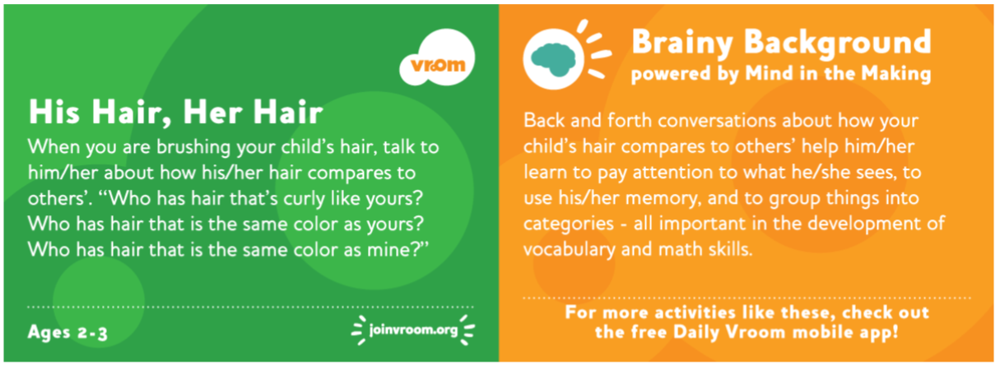 vroom
His Hair, Her Hair
When you are brushing your child's hair, talk to
him/her about how his/her hair compares to
others'. “Who has hair that's curly like yours?
Who has hair that is the same color as yours?
Who has hair that is the same color as mine?”
Ages 2-3
joinvroom.org
Brainy Background
powered by Mind in the Making
Back and forth conversations about how your
child's hair compares to others' help him/her
learn to pay attention to what he/she sees, to
use his/her memory, and to group things into
categories - all important in the development of
vocabulary and math skills.
For more activities like these, check out
the free Daily Vroom mobile app!